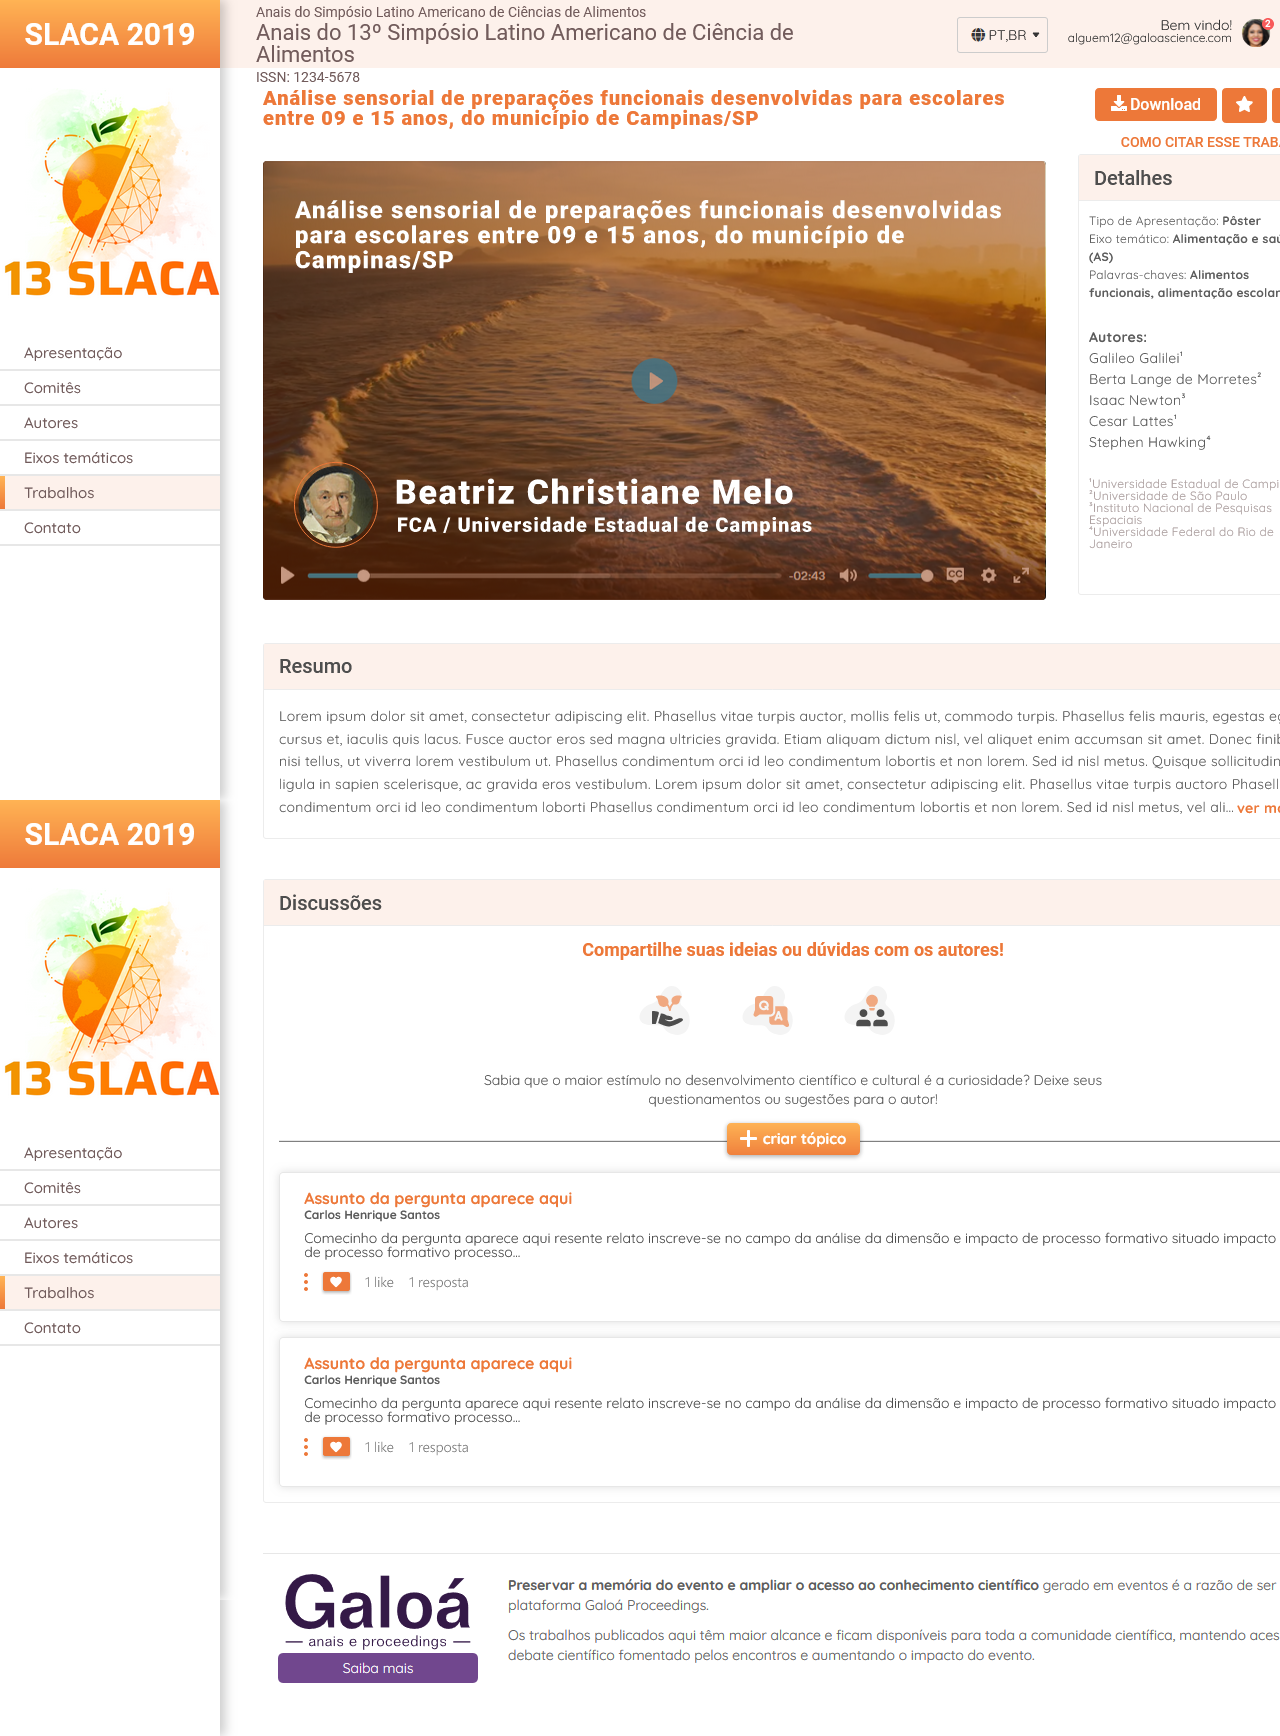 SLACA 2019
Anais do Simpósio Latino Americano de Ciências de Alimentos
Anais do 13º Simpósio Latino Americano de Ciência de
Alimentos
ISSN: 1234-5678
PT,BR
Bem vindo!
alguem12@galoascience.com
2
13 SLACA
Apresentação
Comitês
Autores
Eixos temáticos
Trabalhos
Contato
Análise sensorial de preparações funcionais desenvolvidas para escolares
entre 09 e 15 anos, do município de Campinas/SP
Download
COMO CITAR ESSE
Análise sensorial de preparações funcionais desenvolvidas
para escolares entre 09 e 15 anos, do município de
Campinas/SP
Beatriz Christiane Melo
FCA / Universidade Estadual de Campinas
-02:43
CC
Detalhes
Tipo de Apresentação: Pôster
Eixo temático: Alimentação e
(AS)
Palavras-chaves: Alimentos
funcionais, alimentação escolar
Autores:
Galileo Galilei¹
Berta Lange de Morretes²
Isaac Newton³
Cesar Lattes¹
Stephen Hawking⁴
¹Universidade Estadual de
²Universidade de São Paulo
³Instituto Nacional de Pesquisas
Espaciais
⁴Universidade Federal do Rio de
Janeiro
Resumo
Lorem ipsum dolor sit amet, consectetur adipiscing elit. Phasellus vitae turpis auctor, mollis felis ut, commodo turpis. Phasellus felis mauris, egestas
cursus et, iaculis quis lacus. Fusce auctor eros sed magna ultricies gravida. Etiam aliquam dictum nisl, vel aliquet enim accumsan sit amet. Donec
nisi tellus, ut viverra lorem vestibulum ut. Phasellus condimentum orci id leo condimentum lobortis et non lorem. Sed id nisl metus. Quisque sollicitudin
ligula in sapien scelerisque, ac gravida eros vestibulum. Lorem ipsum dolor sit amet, consectetur adipiscing elit. Phasellus vitae turpis auctoro
condimentum orci id leo condimentum loborti Phasellus condimentum orci id leo condimentum lobortis et non lorem. Sed id nisl metus, vel ali... ver
SLACA 2019
13 SLACA
Apresentação
Comitês
Autores
Eixos temáticos
Trabalhos
Contato
Discussões
Compartilhe suas ideias ou dúvidas com os autores!
Q
A
Sabia que o maior estímulo no desenvolvimento científico e cultural é a curiosidade? Deixe seus
questionamentos ou sugestões para o autor!
criar tópico
Assunto da pergunta aparece aqui
Carlos Henrique Santos
Comecinho da pergunta aparece aqui resente relato inscreve-se no campo da análise da dimensão e impacto de processo formativo situado impacto
de processo formativo processo...
1 like 1 resposta
Assunto da pergunta aparece aqui
Carlos Henrique Santos
Comecinho da pergunta aparece aqui resente relato inscreve-se no campo da análise da dimensão e impacto de processo formativo situado impacto
de processo formativo processo...
1 like 1 resposta
Galoá
anais e proceedings
Saiba mais
Preservar a memória do evento e ampliar o acesso ao conhecimento científico gerado em eventos é a razão de ser
plataforma Galoá Proceedings.
Os trabalhos publicados aqui têm maior alcance e ficam disponíveis para toda a comunidade científica, mantendo
debate científico fomentado pelos encontros e aumentando o impacto do evento.